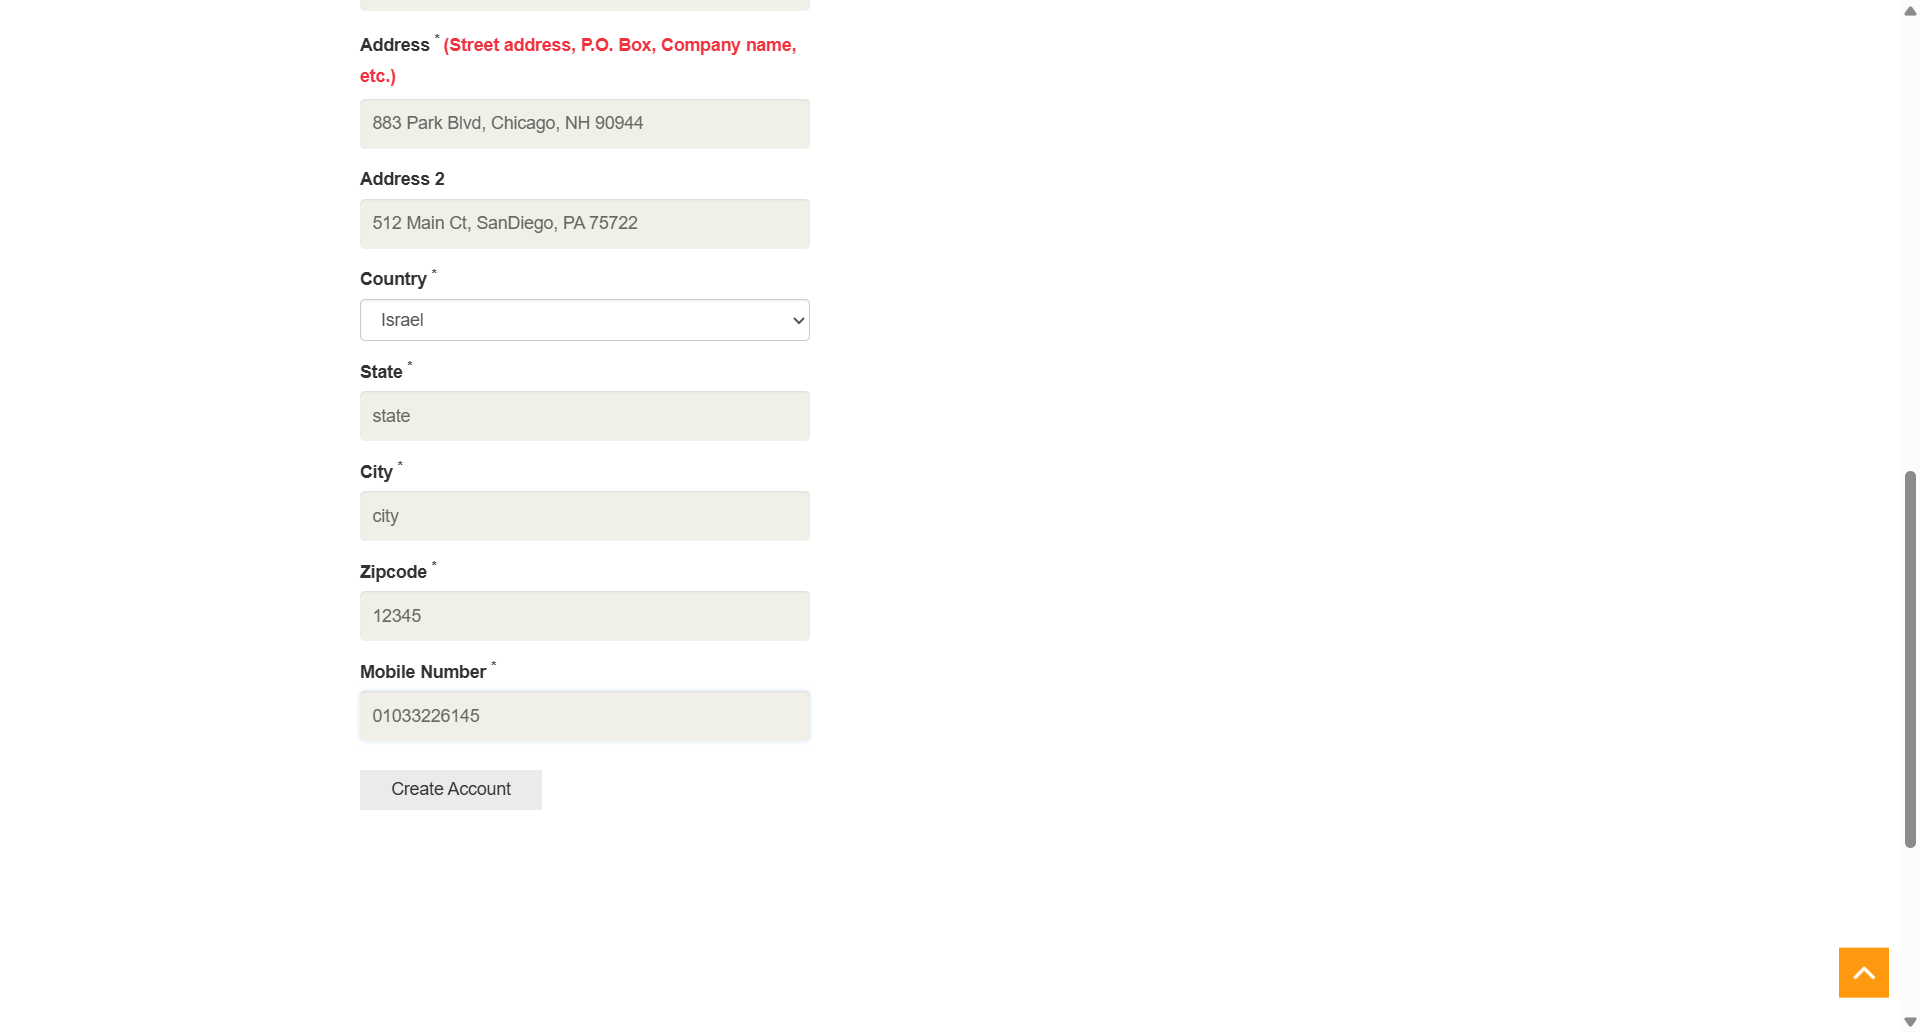 Address * (Street address, P.O. Box, Company name,
etc.)
883 Park Blvd, Chicago, NH 90944
Address 2
512 Main Ct, SanDiego, PA 75722
Country *
Israel
State *
state
City *
city
Zipcode *
12345
Mobile Number *
01033226145
Create Account